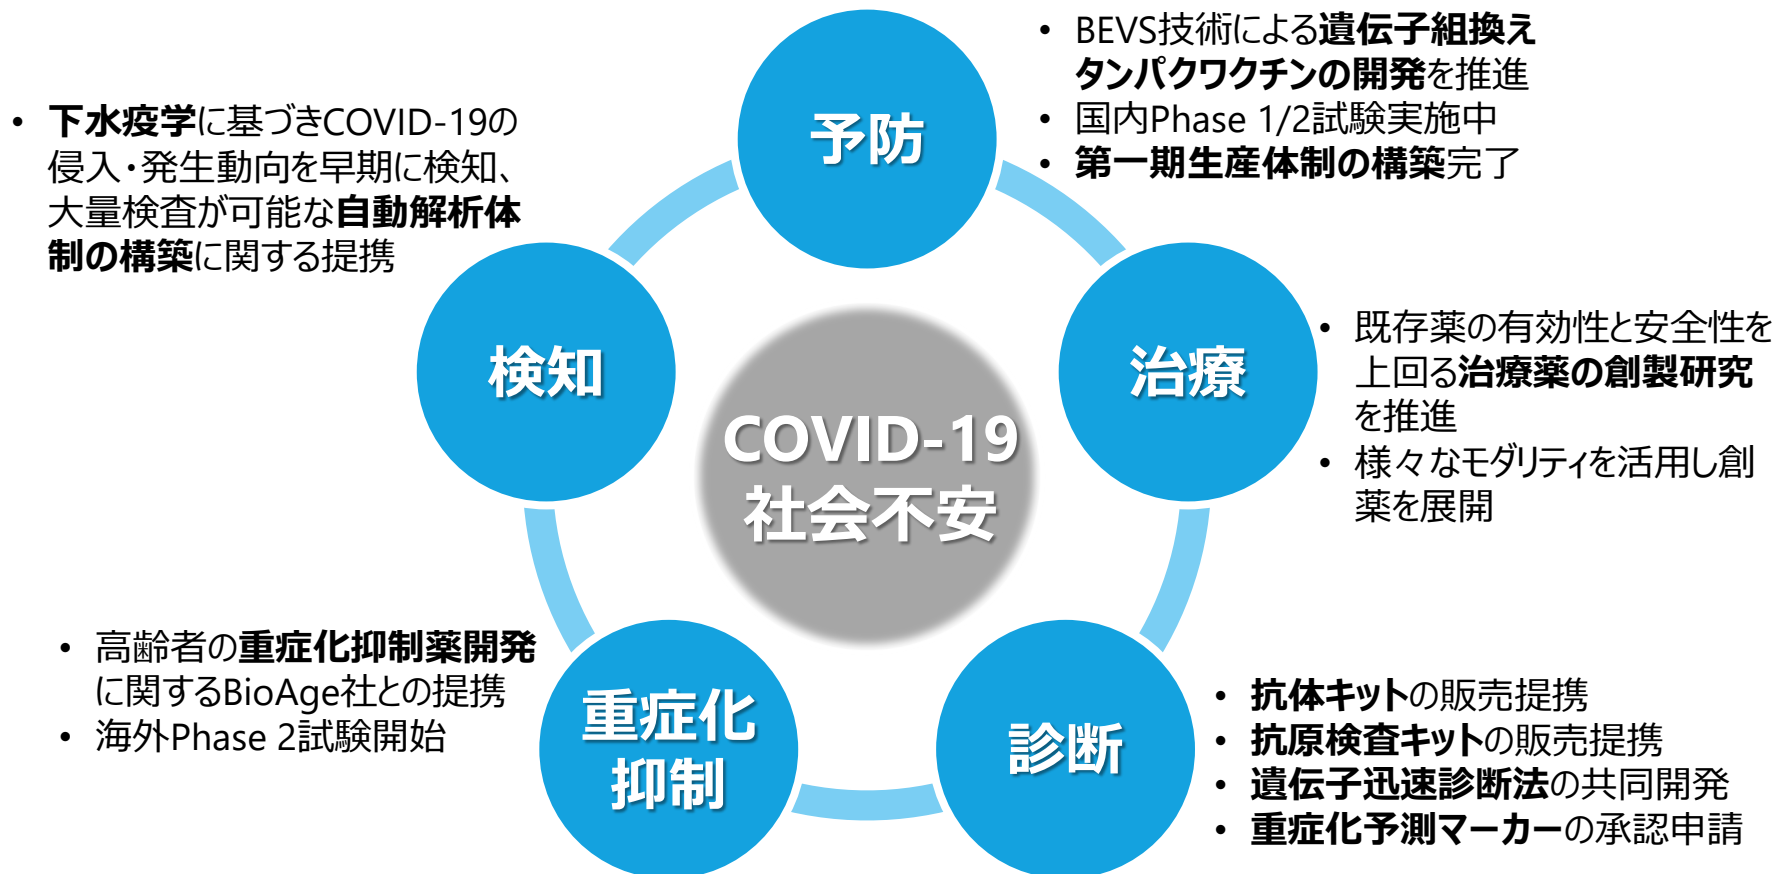 • BEVS技術による遺伝子組換え
タンパクワクチンの開発を推進
• 国内Phase 1/2試験実施中
• 第一期生産体制の構築完了
予防
• 下水疫学に基づきCOVID-19の
侵入・発生動向を早期に検知、
大量検査が可能な自動解析体
制の構築に関する提携
検知
治療
• 既存薬の有効性と安全性を
上回る治療薬の創製研究
を推進
• 様々なモダリティを活用し創
薬を展開
COVID-19
社会不安
• 高齢者の重症化抑制薬開発
に関するBioAge社との提携
• 海外Phase 2試験開始
重症化
抑制
診断
• 抗体キットの販売提携
• 抗原検査キットの販売提携
• 遺伝子迅速診断法の共同開発
• 重症化予測マーカーの承認申請